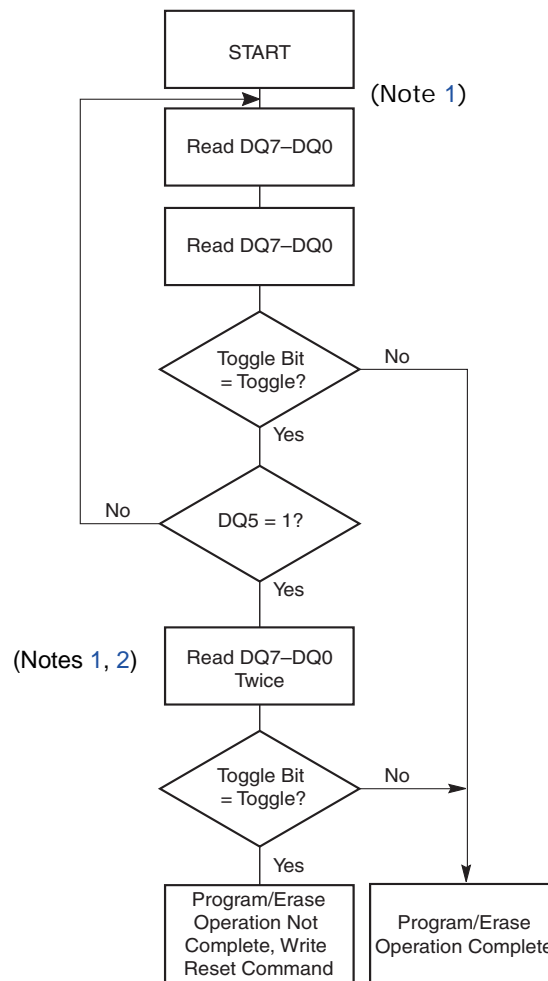 START
(Note 1)
Read DQ7–DQ0
Read DQ7–DQ0
Toggle Bit
= Toggle?
No
Yes
No
DQ5 = 1?
Yes
(Notes 1, 2)
Read DQ7–DQ0
Twice
Toggle Bit
= Toggle?
No
Yes
Program/Erase
Operation Not
Complete, Write
Reset Command
Program/Erase
Operation Complete